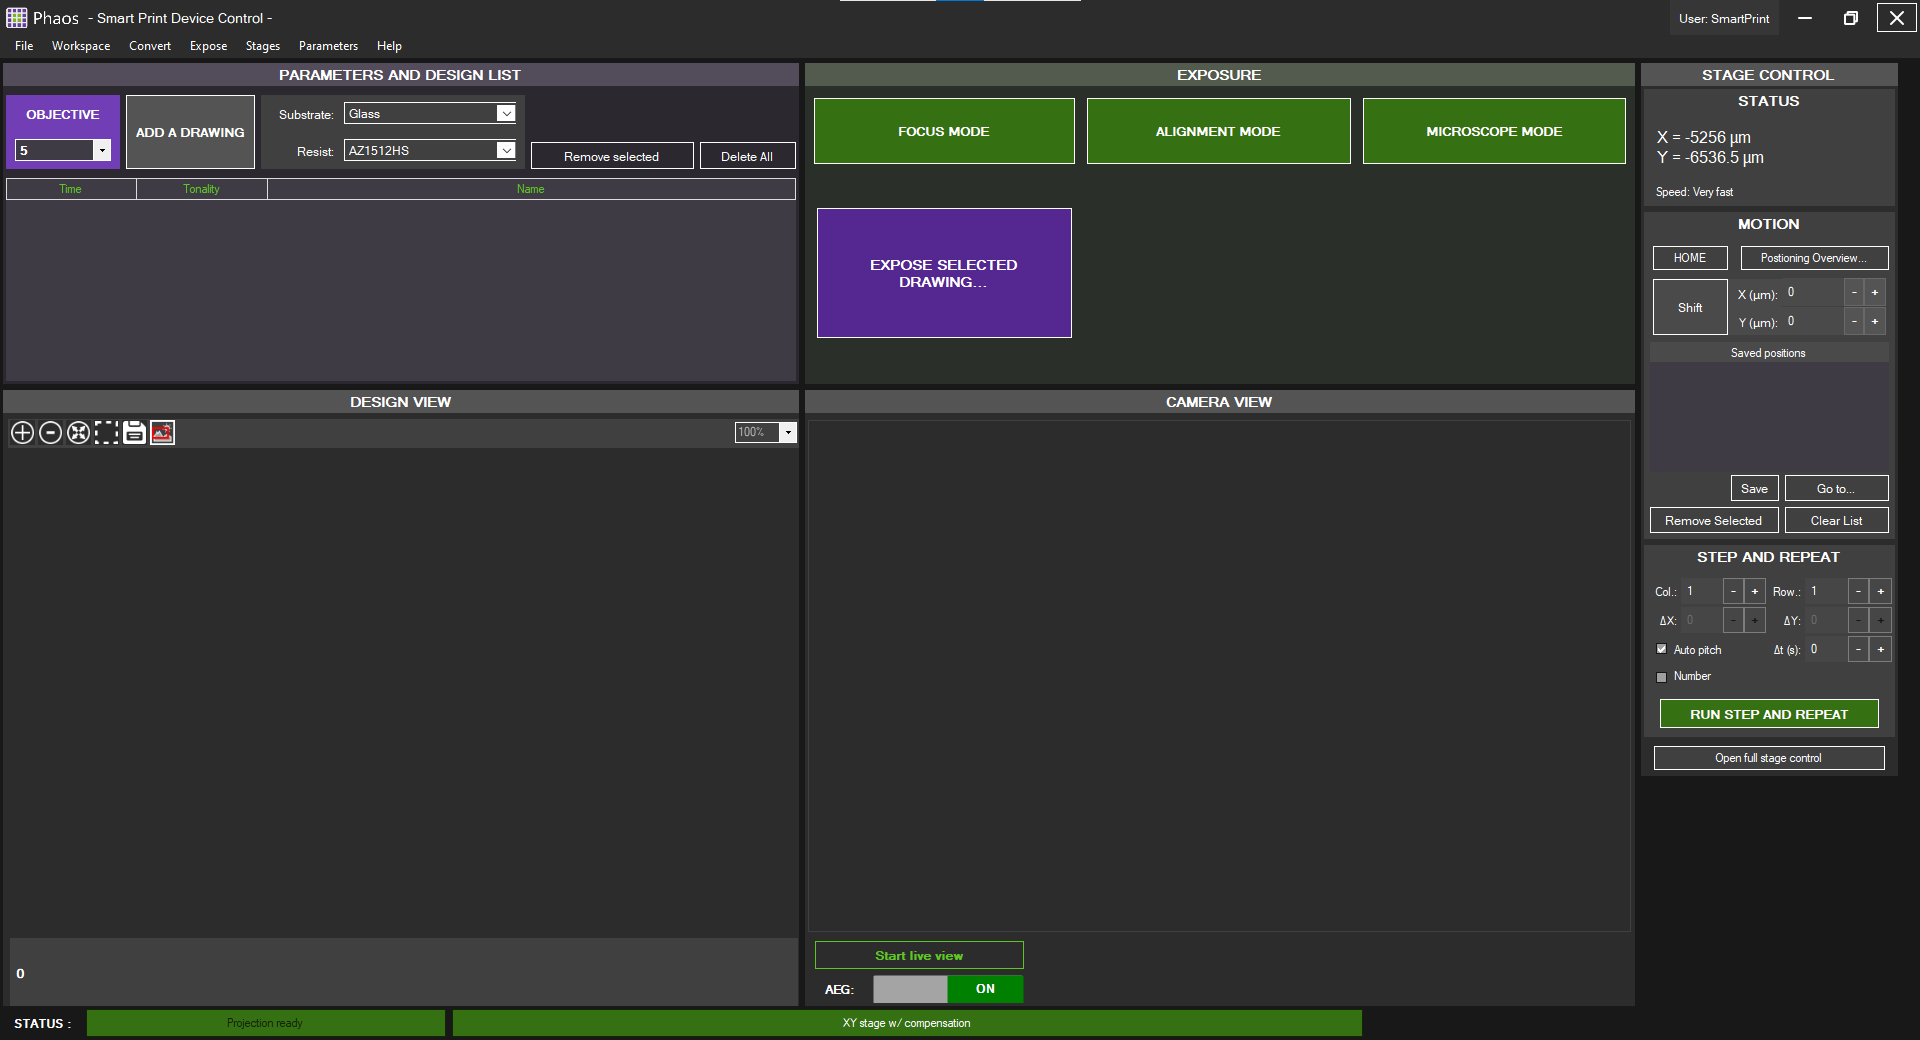 Phaos - Smart Print Device Control -
User: SmartPrint
File Workspace Convert Expose Stages Parameters Help
PARAMETERS AND DESIGN LIST
OBJECTIVE
5
ADD A DRAWING
Substrate: Glass
Resist: AZ1512HS
Remove selected
Delete All
Time Tonality Name
EXPOSURE
FOCUS MODE
ALIGNMENT MODE
MICROSCOPE MODE
EXPOSE SELECTED
DRAWING...
DESIGN VIEW
100%
0
CAMERA VIEW
Start live view
AEG: ON
STAGE CONTROL
STATUS
X = -5256 µm
Y = -6536.5 µm
Speed: Very fast
MOTION
HOME
Postioning Overview...
Shift
X (µm): 0 - +
Y (µm): 0 - +
Saved positions
Save
Go to...
Remove Selected
Clear List
STEP AND REPEAT
Col.: 1 - + Row.: 1 - +
ΔX: 0 - + ΔY: 0 - +
Auto pitch Δt (s): 0 - +
Number
RUN STEP AND REPEAT
Open full stage control
STATUS : Projection ready XY stage w/ compensation